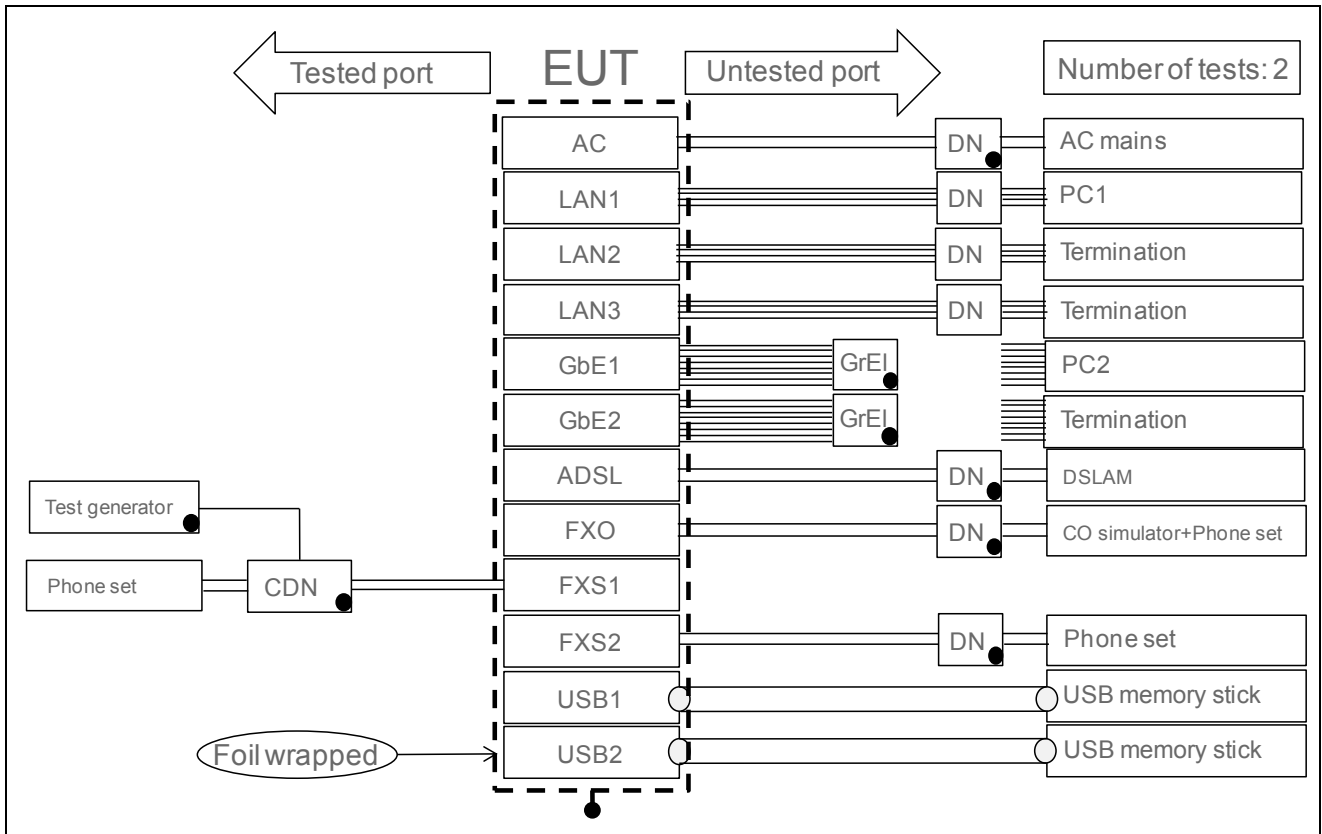 Tested port
EUT
Untested port
Number of tests: 2
AC
DN
AC mains
LAN1
DN
PC1
LAN2
DN
Termination
LAN3
DN
Termination
GbE1
GrEl
PC2
GbE2
GrEl
Termination
ADSL
DN
DSLAM
Test generator
FXO
DN
CO simulator+Phone set
Phone set
CDN
FXS1
FXS2
DN
Phone set
USB1
USB memory stick
Foil wrapped
USB2
USB memory stick